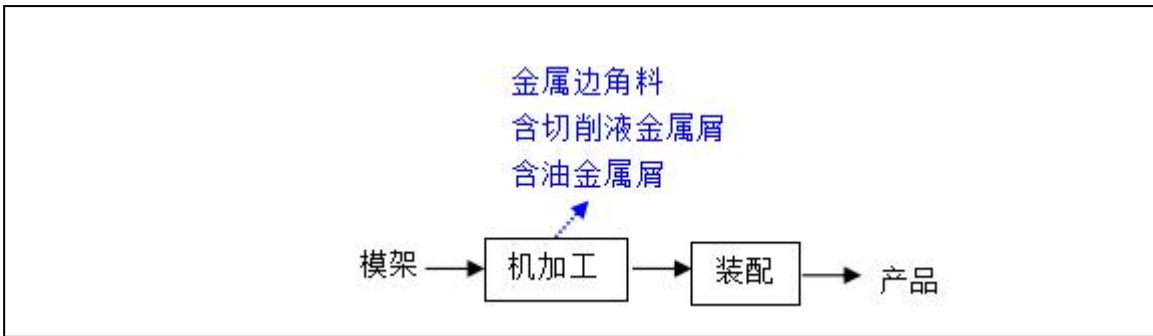 金属边角料
含切削液金属屑
含油金属屑
模架 机加工 装配 产品